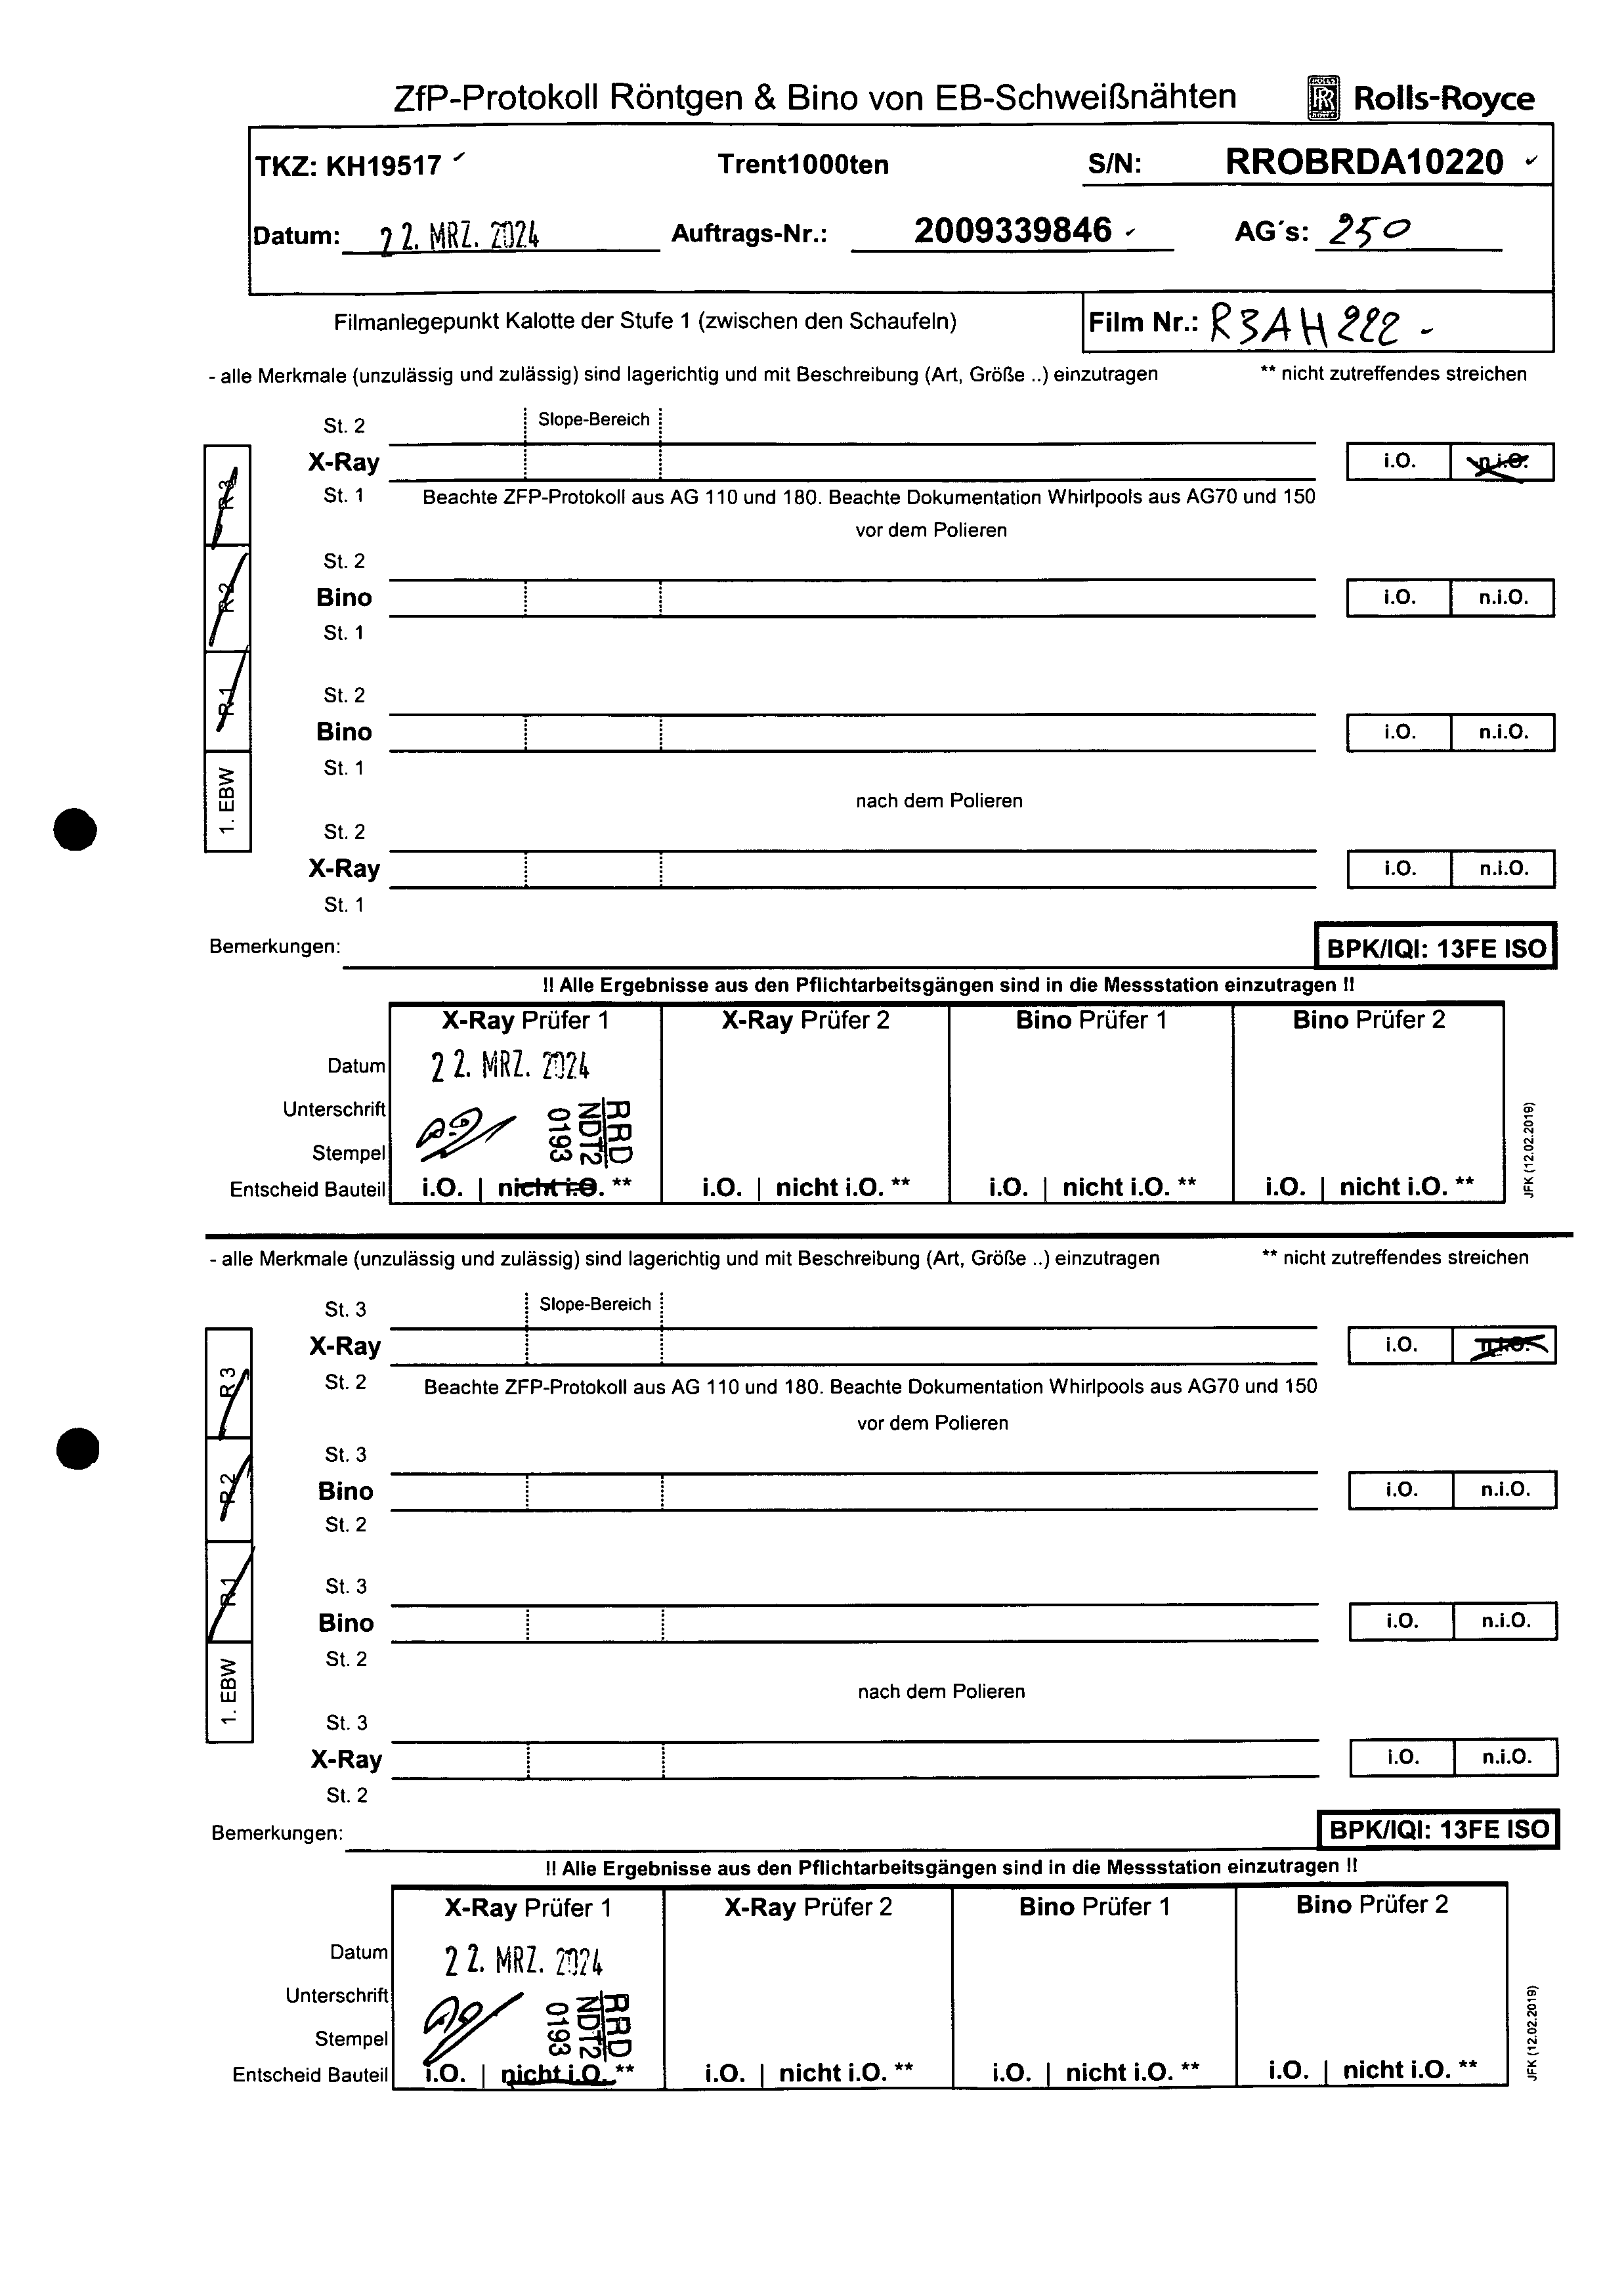 ZfP-Protokoll Röntgen & Bino von EB-Schweißnähten Rolls-Royce
TKZ: KH19517 Trent1000ten S/N: RROBRDA10220
Datum: 22. MRZ. 2024 Auftrags-Nr.: 2009339846 AG´s: 250
Filmanlegepunkt Kalotte der Stufe 1 (zwischen den Schaufeln) Film Nr.: R3AH222
- alle Merkmale (unzulässig und zulässig) sind lagerichtig und mit Beschreibung (Art, Größe ..) einzutragen ** nicht zutreffendes streichen
St. 2 Slope-Bereich
X-Ray i.O. n.i.O.
St. 1 Beachte ZFP-Protokoll aus AG 110 und 180. Beachte Dokumentation Whirlpools aus AG70 und 150
vor dem Polieren
R3
St. 2
Bino i.O. n.i.O.
St. 1
R2
St. 2
Bino i.O. n.i.O.
St. 1
R1
nach dem Polieren
1. EBW
St. 2
X-Ray i.O. n.i.O.
St. 1
Bemerkungen: BPK/IQI: 13FE ISO
!! Alle Ergebnisse aus den Pflichtarbeitsgängen sind in die Messstation einzutragen !!
X-Ray Prüfer 1 X-Ray Prüfer 2 Bino Prüfer 1 Bino Prüfer 2
Datum 22. MRZ. 2024
Unterschrift
Stempel RRD NDT2 0193
Entscheid Bauteil i.O. | nicht i.O. ** i.O. | nicht i.O. ** i.O. | nicht i.O. ** i.O. | nicht i.O. **
JFK (12.02.2019)
- alle Merkmale (unzulässig und zulässig) sind lagerichtig und mit Beschreibung (Art, Größe ..) einzutragen ** nicht zutreffendes streichen
St. 3 Slope-Bereich
X-Ray i.O. n.i.O.
St. 2 Beachte ZFP-Protokoll aus AG 110 und 180. Beachte Dokumentation Whirlpools aus AG70 und 150
vor dem Polieren
R3
St. 3
Bino i.O. n.i.O.
St. 2
R2
St. 3
Bino i.O. n.i.O.
St. 2
R1
nach dem Polieren
1. EBW
St. 3
X-Ray i.O. n.i.O.
St. 2
Bemerkungen: BPK/IQI: 13FE ISO
!! Alle Ergebnisse aus den Pflichtarbeitsgängen sind in die Messstation einzutragen !!
X-Ray Prüfer 1 X-Ray Prüfer 2 Bino Prüfer 1 Bino Prüfer 2
Datum 22. MRZ. 2024
Unterschrift
Stempel RRD NDT2 0193
Entscheid Bauteil i.O. | nicht i.O. ** i.O. | nicht i.O. ** i.O. | nicht i.O. ** i.O. | nicht i.O. **
JFK (12.02.2019)